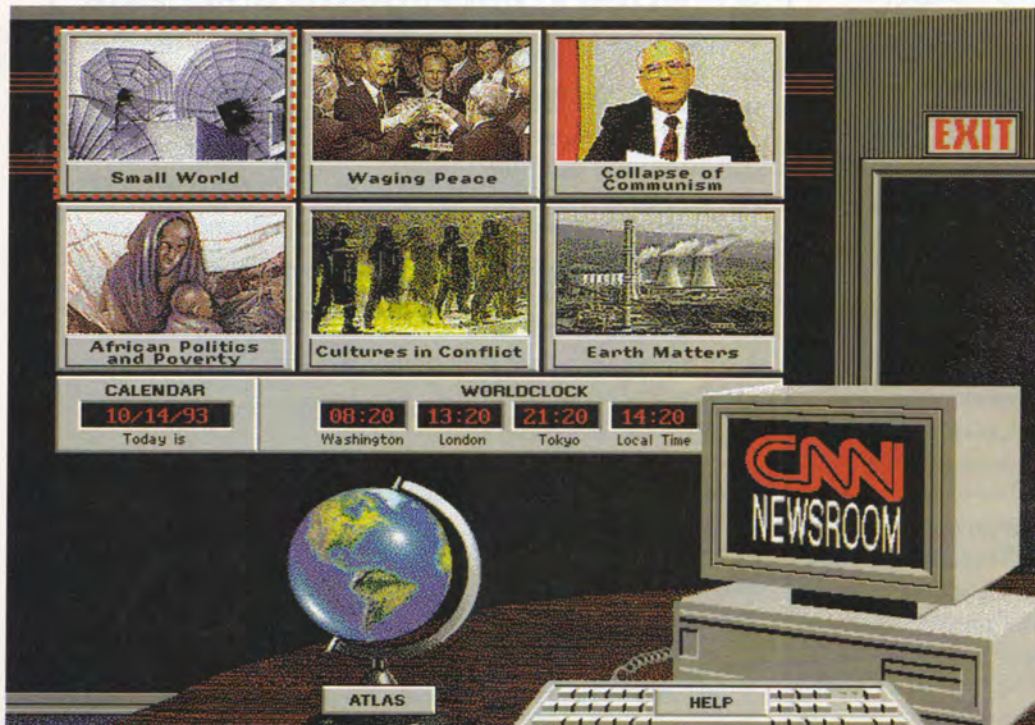 Small World
Waging Peace
Collapse of
Communism
EXIT
African Politics
and Poverty
Cultures in Conflict
Earth Matters
CALENDAR
10/14/93
Today is
WORLDCLOCK
08:20
13:20
21:20
14:20
Washington
London
Tokyo
Local Time
CNN
NEWSROOM
ATLAS
HELP